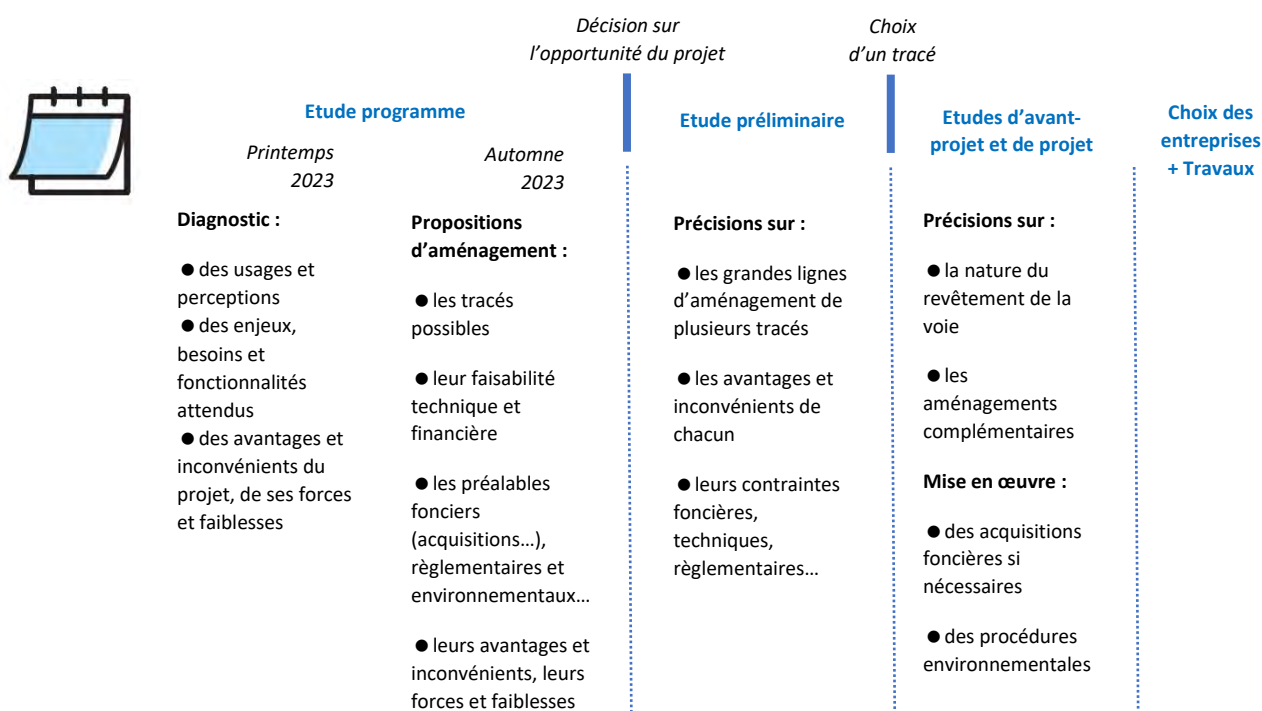 Décision sur
l'opportunité du projet
Choix
d'un tracé
Etude programme
Etude préliminaire
Etudes d'avant-
projet et de projet
Choix des
entreprises
+ Travaux
Printemps
2023
Automne
2023
Diagnostic :
● des usages et
perceptions
● des enjeux,
besoins et
fonctionnalités
attendus
● des avantages et
inconvénients du
projet, de ses forces
et faiblesses
Propositions
d'aménagement :
● les tracés
possibles
● leur faisabilité
technique et
financière
● les préalables
fonciers
(acquisitions…),
règlementaires et
environnementaux…
● leurs avantages et
inconvénients, leurs
forces et faiblesses
Précisions sur :
● les grandes lignes
d'aménagement de
plusieurs tracés
● les avantages et
inconvénients de
chacun
● leurs contraintes
foncières,
techniques,
règlementaires…
Précisions sur :
● la nature du
revêtement de la
voie
● les
aménagements
complémentaires
Mise en œuvre :
● des acquisitions
foncières si
nécessaires
● des procédures
environnementales